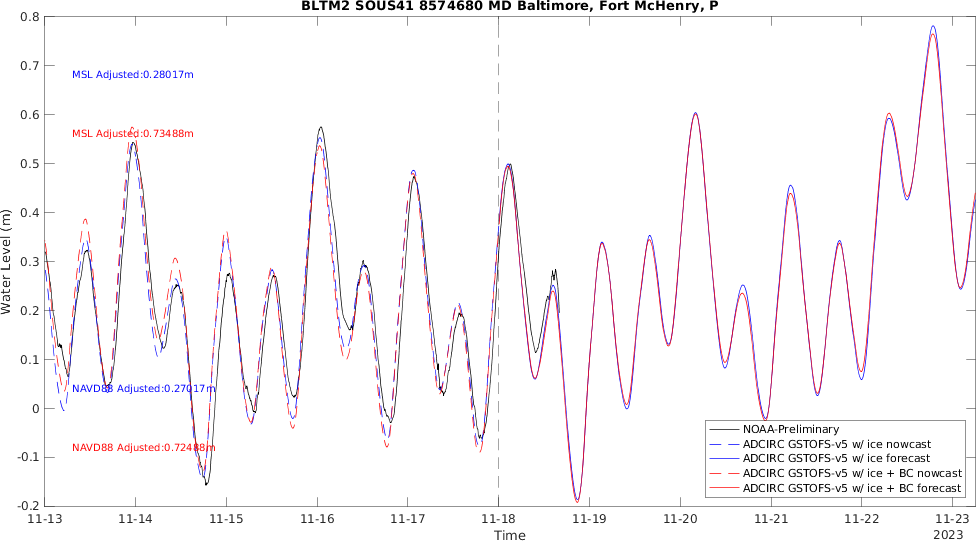 BLTM2 SOUS41 8574680 MD Baltimore, Fort McHenry, P
0.8
0.7
0.6
0.5
0.4
0.3
0.2
0.1
0
-0.1
-0.2
Water Level (m)
MSL Adjusted:0.28017m
MSL Adjusted:0.73488m
NAVD88 Adjusted:0.27017m
NAVD88 Adjusted:0.72488m
NOAA-Preliminary
ADCIRC GSTOFS-v5 w/ ice nowcast
ADCIRC GSTOFS-v5 w/ ice forecast
ADCIRC GSTOFS-v5 w/ ice + BC nowcast
ADCIRC GSTOFS-v5 w/ ice + BC forecast
11-13 11-14 11-15 11-16 11-17 11-18 11-19 11-20 11-21 11-22 11-23
Time
2023